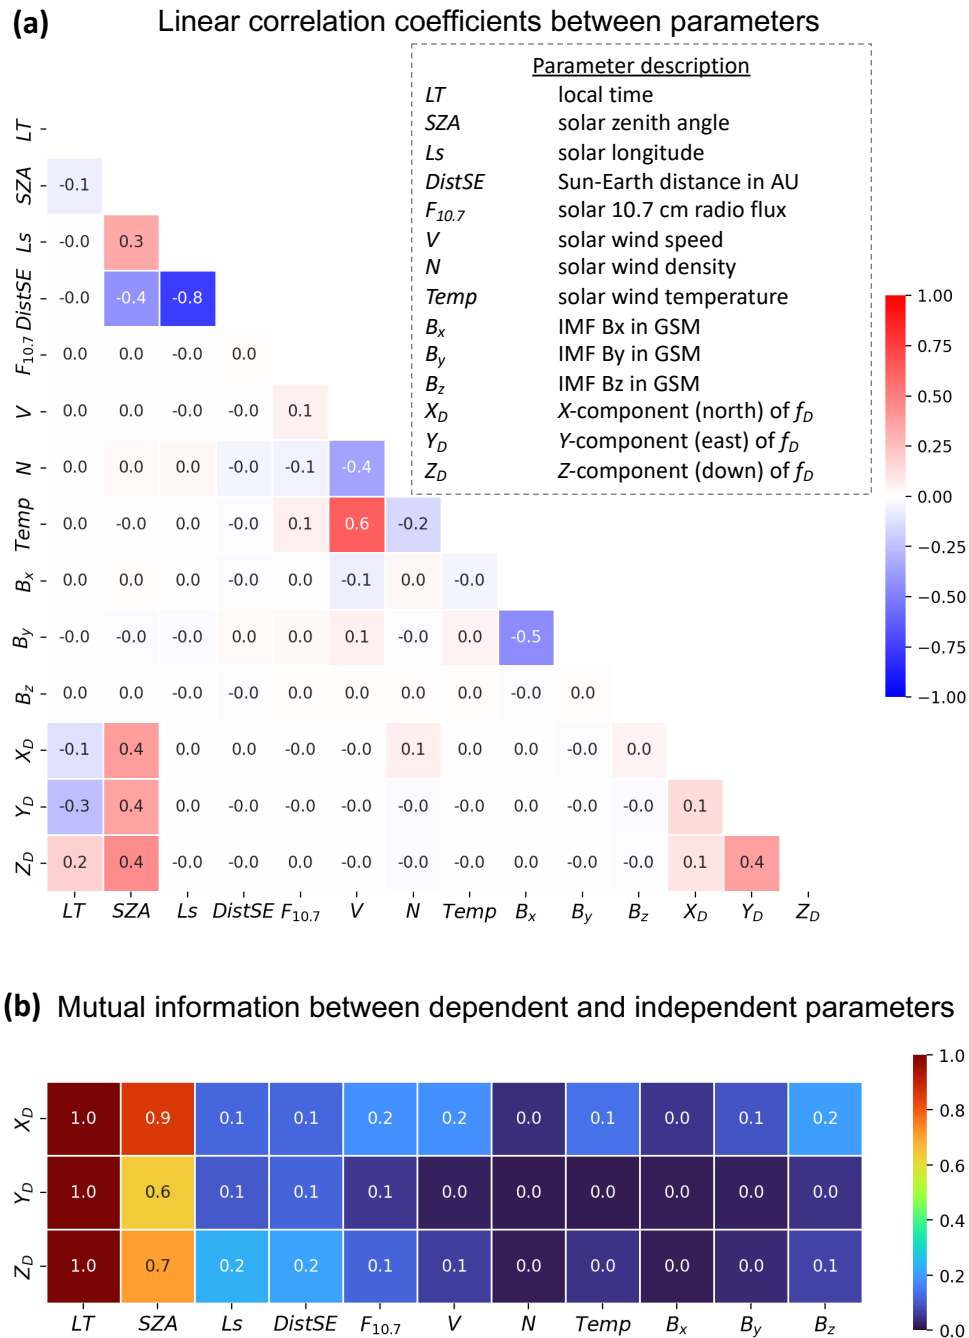 (a) Linear correlation coefficients between parameters
Parameter description
LT local time
SZA solar zenith angle
Ls solar longitude
DistSE Sun-Earth distance in AU
F10.7 solar 10.7 cm radio flux
V solar wind speed
N solar wind density
Temp solar wind temperature
Bx IMF Bx in GSM
By IMF By in GSM
Bz IMF Bz in GSM
XD X-component (north) of fD
YD Y-component (east) of fD
ZD Z-component (down) of fD
LT
SZA -0.1
Ls -0.0 0.3
DistSE -0.0 -0.4 -0.8
F10.7 0.0 0.0 -0.0 0.0
V 0.0 0.0 -0.0 -0.0 0.1
N 0.0 0.0 0.0 -0.0 -0.1 -0.4
Temp 0.0 -0.0 0.0 -0.0 0.1 0.6 -0.2
Bx 0.0 0.0 0.0 -0.0 0.0 -0.1 0.0 -0.0
By -0.0 -0.0 -0.0 0.0 0.0 0.1 -0.0 0.0 -0.5
Bz 0.0 0.0 -0.0 -0.0 0.0 0.0 0.0 0.0 -0.0 0.0
XD -0.1 0.4 0.0 0.0 -0.0 -0.0 0.1 0.0 0.0 -0.0 0.0
YD -0.3 0.4 0.0 -0.0 0.0 -0.0 -0.0 -0.0 0.0 -0.0 -0.0 0.1
ZD 0.2 0.4 -0.0 -0.0 0.0 -0.0 -0.0 -0.0 0.0 -0.0 -0.0 0.1 0.4
LT SZA Ls DistSE F10.7 V N Temp Bx By Bz XD YD ZD
1.00
0.75
0.50
0.25
0.00
−0.25
−0.50
−0.75
−1.00
(b) Mutual information between dependent and independent parameters
XD 1.0 0.9 0.1 0.1 0.2 0.2 0.0 0.1 0.0 0.1 0.2
YD 1.0 0.6 0.1 0.1 0.1 0.0 0.0 0.0 0.0 0.0 0.0
ZD 1.0 0.7 0.2 0.2 0.1 0.1 0.0 0.0 0.0 0.0 0.1
LT SZA Ls DistSE F10.7 V N Temp Bx By Bz
1.0
0.8
0.6
0.4
0.2
0.0